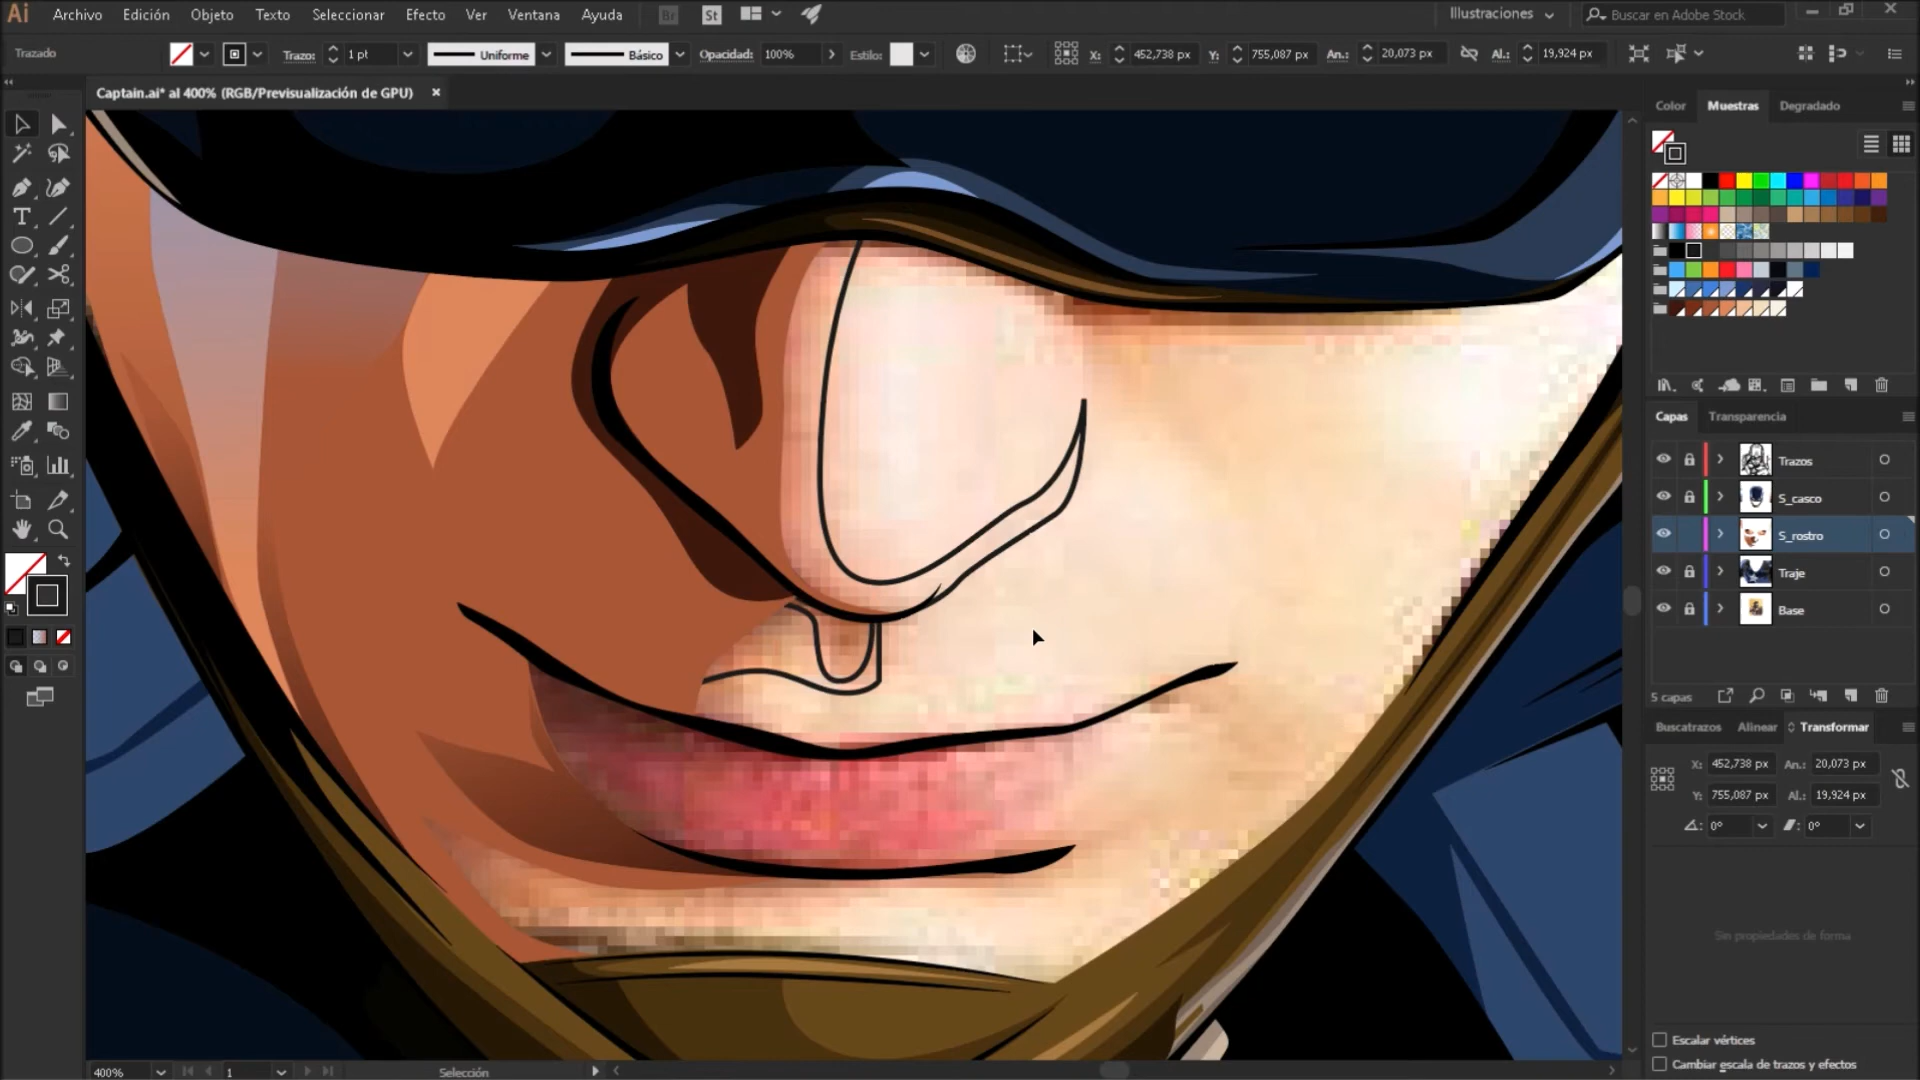 Ai Archivo Edición Objeto Texto Seleccionar Efecto Ver Ventana Ayuda Br St Illustraciones Buscar en Adobe Stock
Trazado Trazo: 1 pt Uniforme Básico Opacidad: 100% Estilo: X: 452,738 px Y: 755,087 px An.: 20,073 px Al.: 19,924 px
Captain.ai* al 400% (RGB/Previsualización de GPU)
Color Muestras Degradado
Capas Transparencia
Trazos
S_casco
S_rostro
Traje
Base
5 capas
Buscatrazos Alinear Transformar
X: 452,738 px An.: 20,073 px
Y: 755,087 px Al.: 19,924 px
0° 0°
Sin propiedades de forma
Escalar vértices
Cambiar escala de trazos y efectos
400% 1 Selección